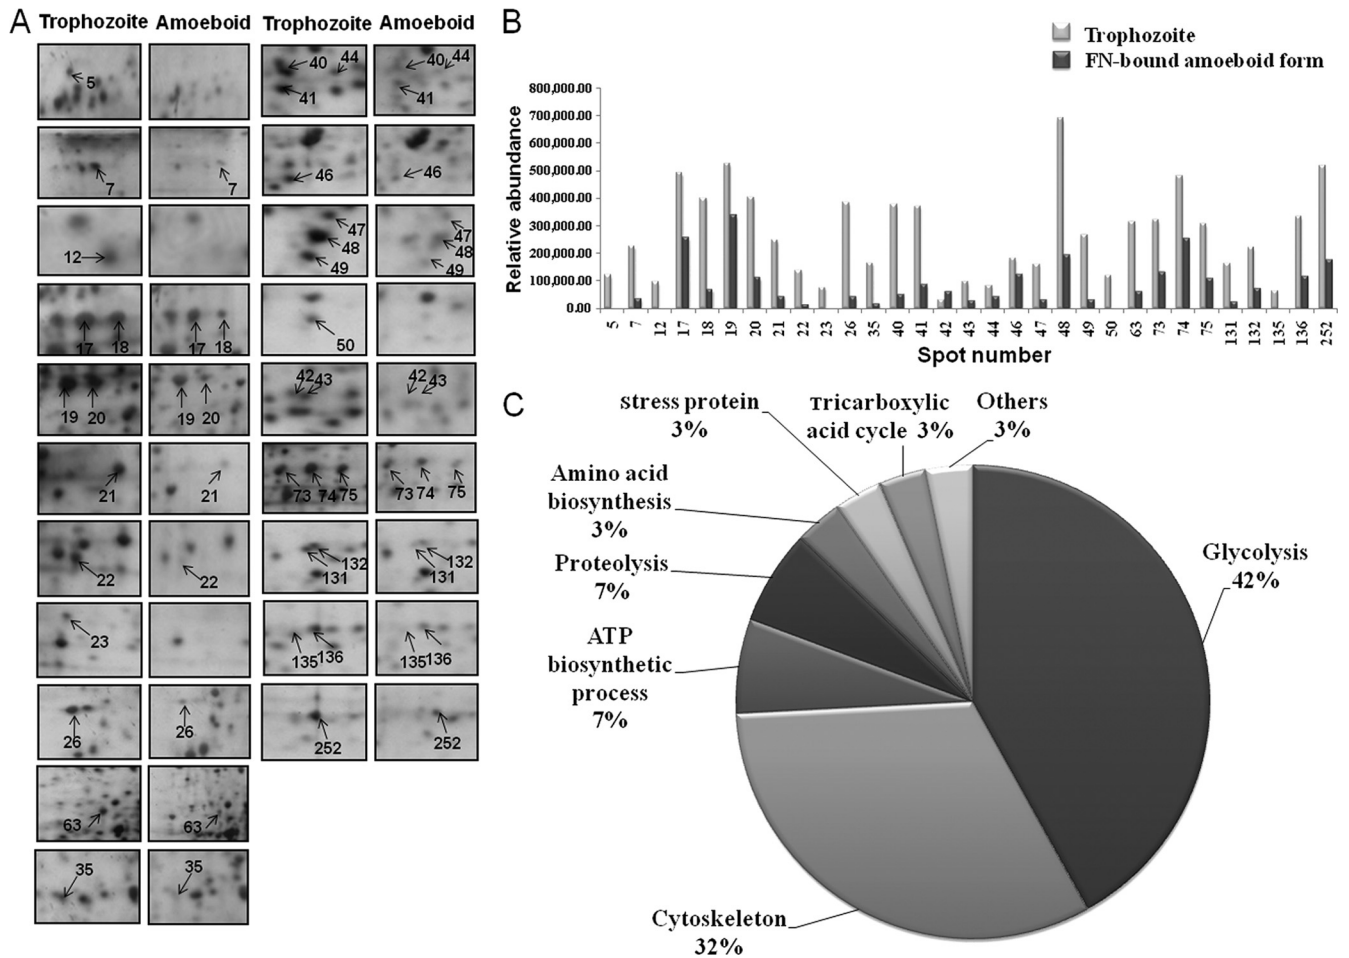 A
Trophozoite Amoeboid Trophozoite Amoeboid
5
7 7
12
17 18 17 18
19 20 19 20
21 21
22 22
23
26 26
63 63
35 35
40 44 40 44
41 41
46 46
47 47
48 48
49 49
50
42 43 42 43
73 74 75 73 74 75
132 132
131 131
135 136 135 136
252 252
B
Trophozoite
FN-bound amoeboid form
Relative abundance
800,000.00
700,000.00
600,000.00
500,000.00
400,000.00
300,000.00
200,000.00
100,000.00
0.00
5 7 12 17 18 19 20 21 22 23 26 35 40 41 42 43 44 46 47 48 49 50 63 73 74 75 131 132 135 136 252
Spot number
C
stress protein
3%
Tricarboxylic
acid cycle 3%
Others
3%
Amino acid
biosynthesis
3%
Proteolysis
7%
ATP
biosynthetic
process
7%
Glycolysis
42%
Cytoskeleton
32%